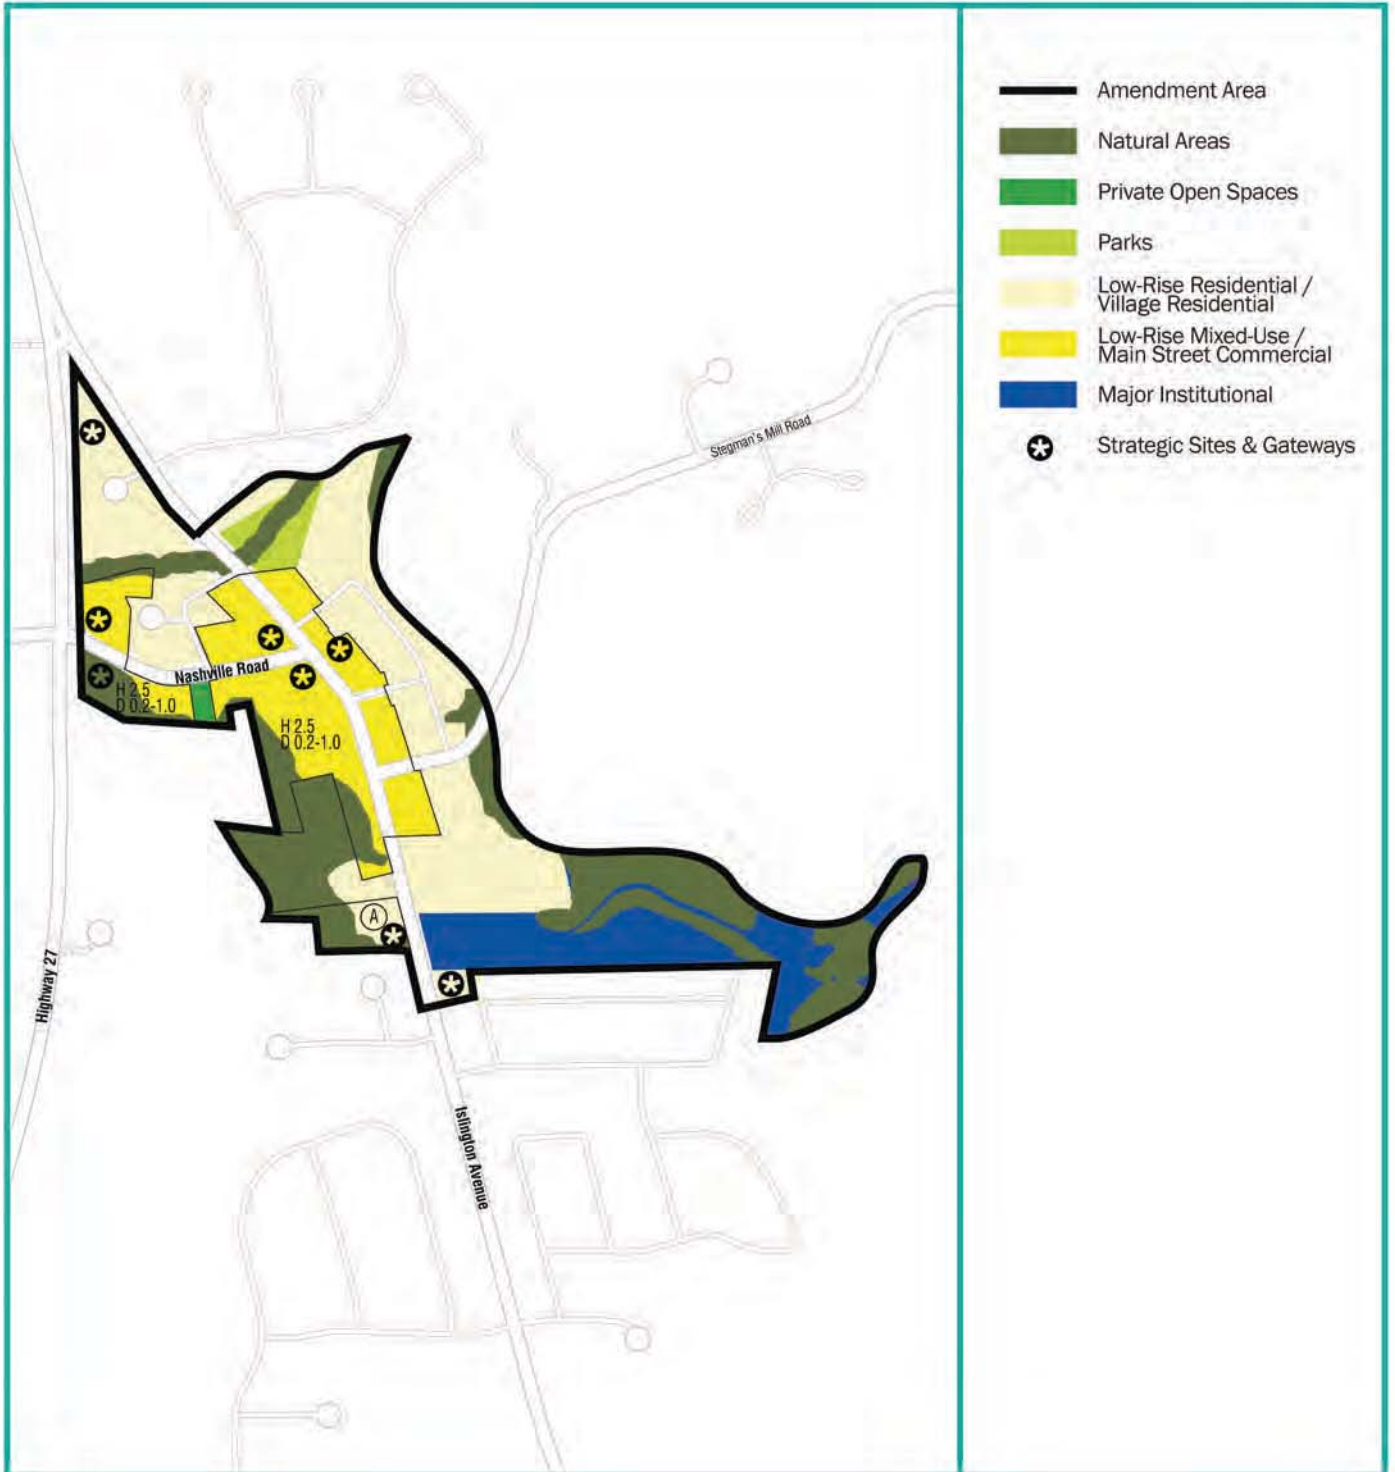 Amendment Area
Natural Areas
Private Open Spaces
Parks
Low-Rise Residential /
Village Residential
Low-Rise Mixed-Use /
Main Street Commercial
Major Institutional
Strategic Sites & Gateways
Stegman's Mill Road
Nashville Road
H 2.5
D 0.2-1.0
H 2.5
D 0.2-1.0
A
Highway 27
Islington Avenue